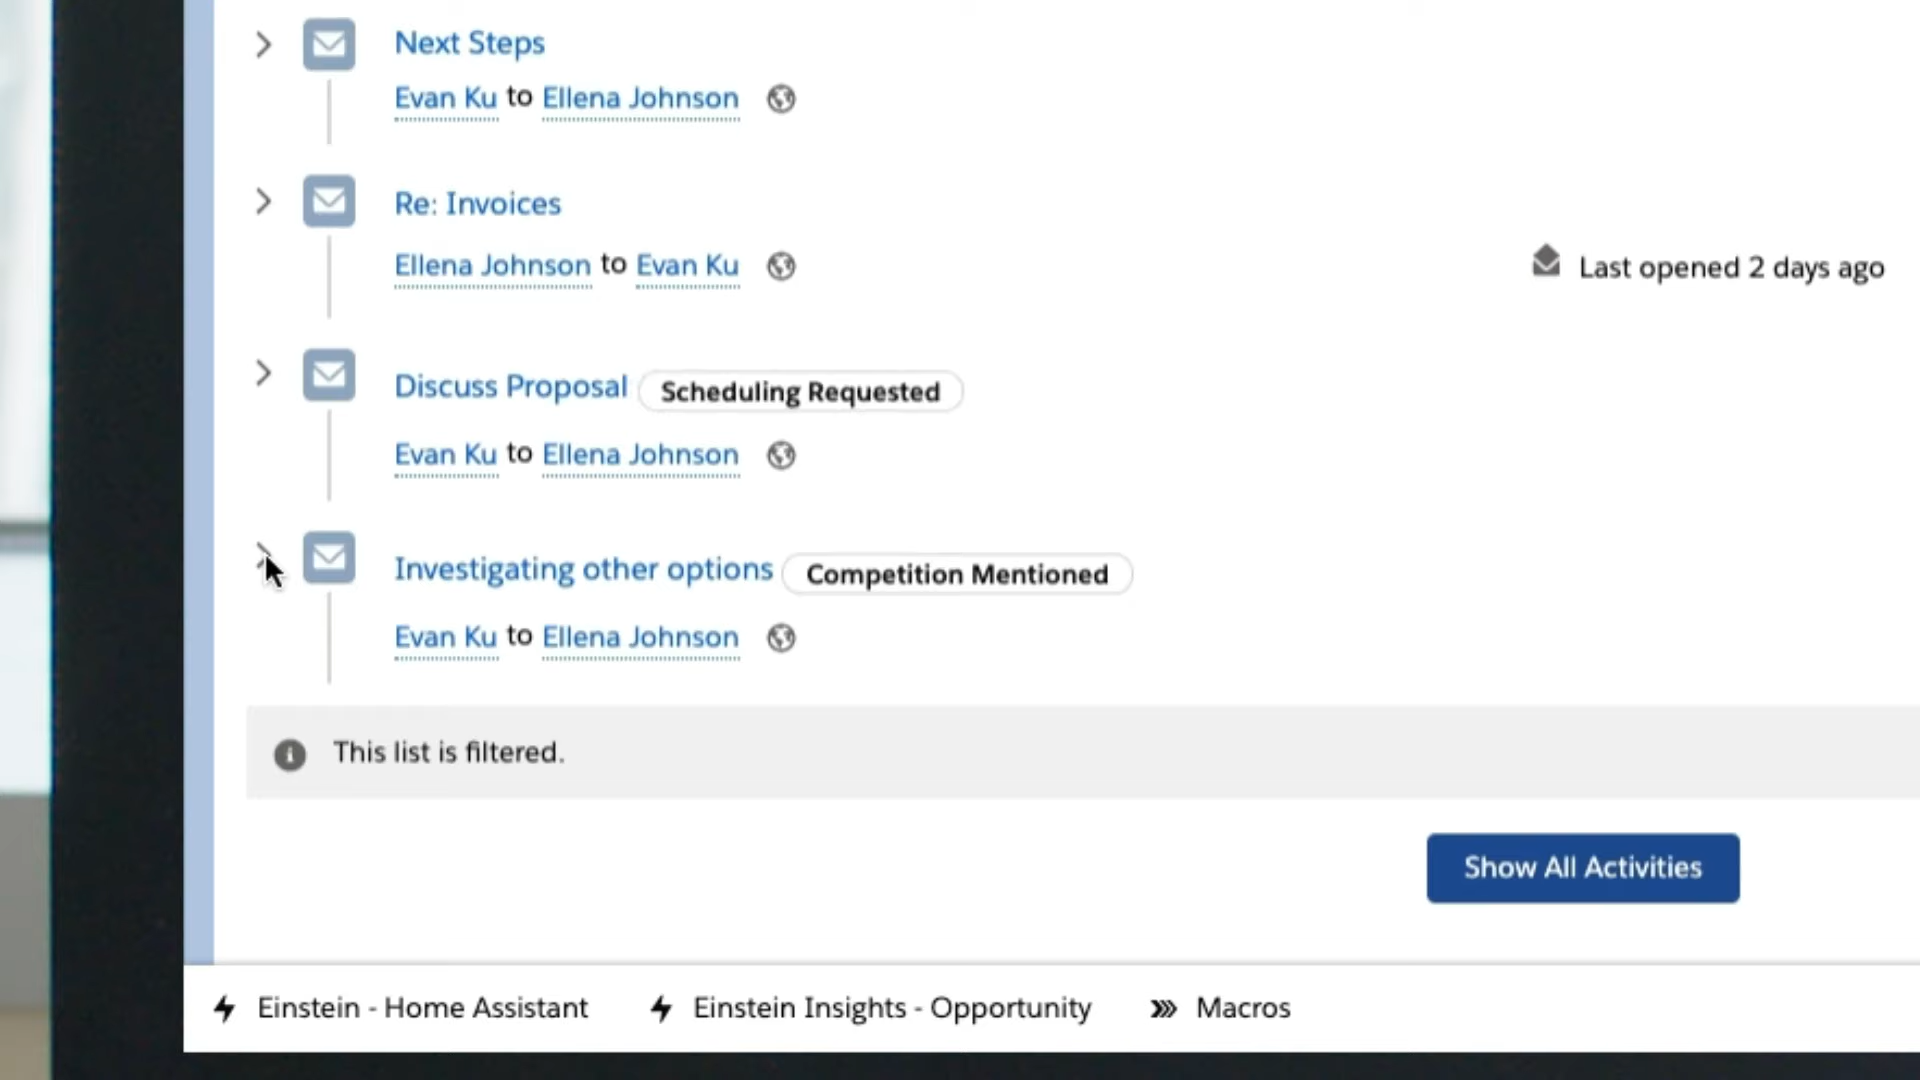 Next Steps
Evan Ku to Ellena Johnson
Re: Invoices
Ellena Johnson to Evan Ku
Last opened 2 days ago
Discuss Proposal Scheduling Requested
Evan Ku to Ellena Johnson
Investigating other options Competition Mentioned
Evan Ku to Ellena Johnson
This list is filtered.
Show All Activities
Einstein - Home Assistant Einstein Insights - Opportunity Macros